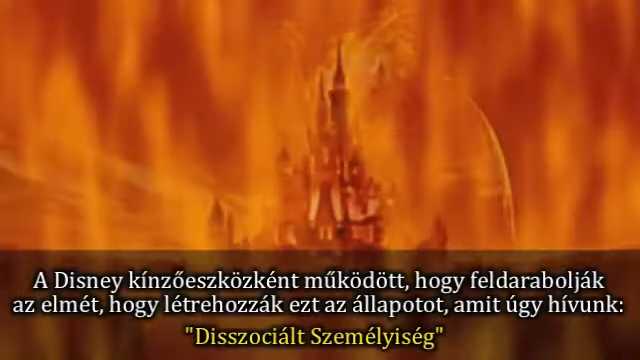 A Disney kínzőeszközként működött, hogy feldarabolják
az elmét, hogy létrehozzák ezt az állapotot, amit úgy hívunk:
"Disszociált Személyiség"